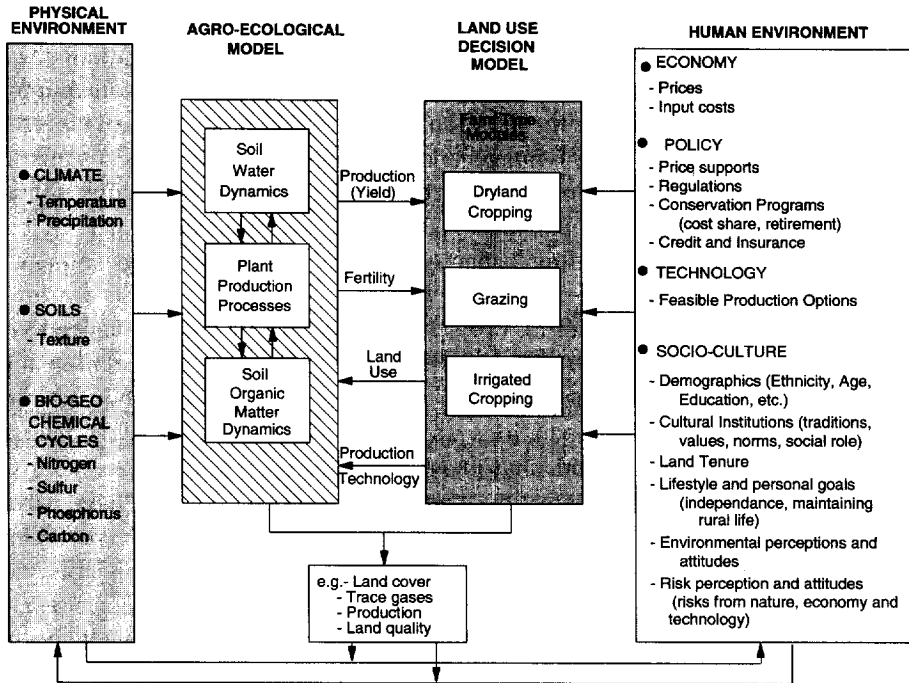 PHYSICAL
ENVIRONMENT
● CLIMATE
- Temperature
- Precipitation
● SOILS
- Texture
● BIO-GEO
CHEMICAL
CYCLES
- Nitrogen
- Sulfur
- Phosphorus
- Carbon
AGRO-ECOLOGICAL
MODEL
Soil
Water
Dynamics
Plant
Production
Processes
Soil
Organic
Matter
Dynamics
Production
(Yield)
Fertility
Land
Use
Production
Technology
LAND USE
DECISION
MODEL
Farm Type
Modules
Dryland
Cropping
Grazing
Irrigated
Cropping
HUMAN ENVIRONMENT
● ECONOMY
- Prices
- Input costs
● POLICY
- Price supports
- Regulations
- Conservation Programs
(cost share, retirement)
- Credit and Insurance
● TECHNOLOGY
- Feasible Production Options
● SOCIO-CULTURE
- Demographics (Ethnicity, Age,
Education, etc.)
- Cultural Institutions (traditions,
values, norms, social role)
- Land Tenure
- Lifestyle and personal goals
(independance, maintaining
rural life)
- Environmental perceptions and
attitudes
- Risk perception and attitudes
(risks from nature, economy and
technology)
e.g.- Land cover
- Trace gases
- Production
- Land quality